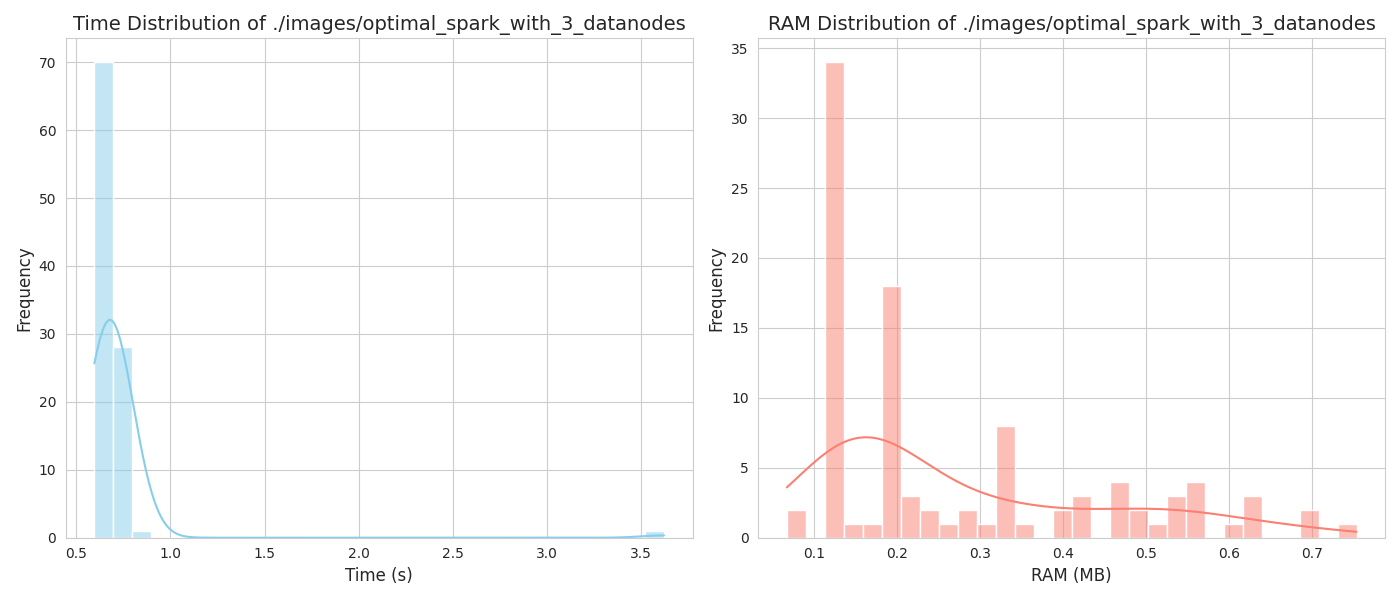 Time Distribution of ./images/optimal_spark_with_3_datanodes
70
60
50
40
30
20
10
0
Frequency
0.5 1.0 1.5 2.0 2.5 3.0 3.5
Time (s)
RAM Distribution of ./images/optimal_spark_with_3_datanodes
35
30
25
20
15
10
5
0
Frequency
0.1 0.2 0.3 0.4 0.5 0.6 0.7
RAM (MB)